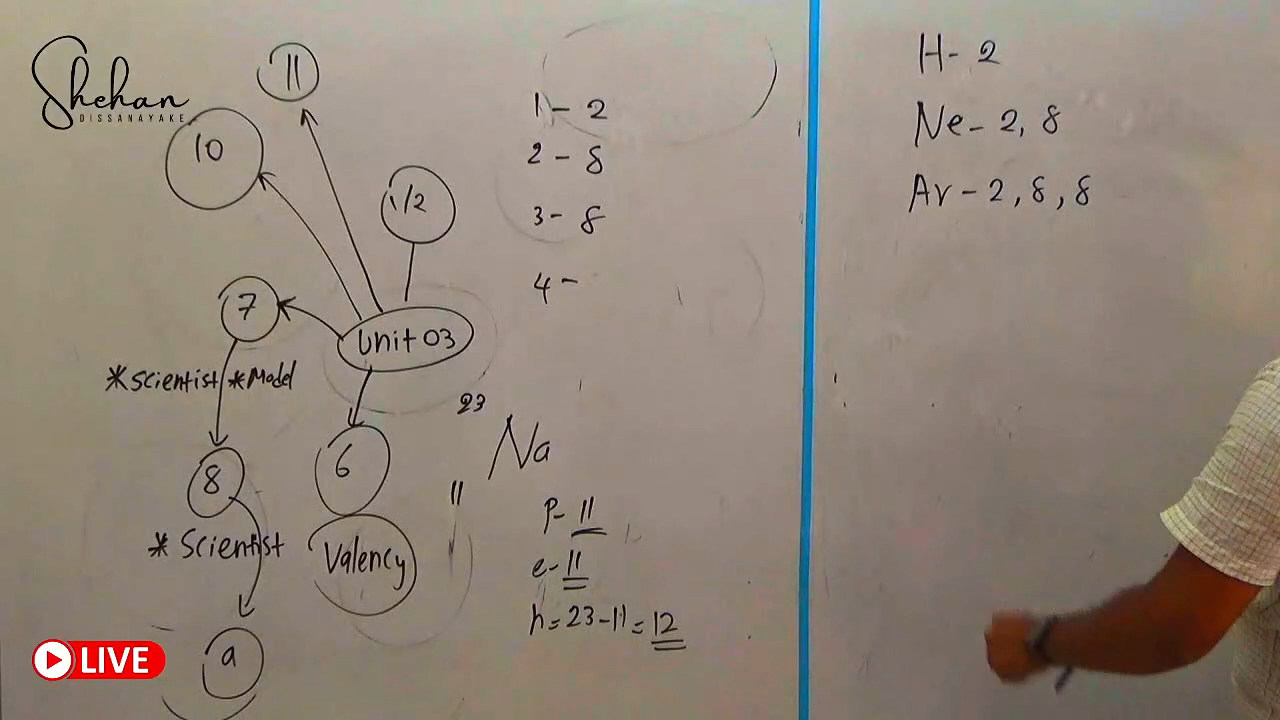 Shehan
DISSANAYAKE
11
10
1/2
7
Unit 03
*Scientist *Model
8
6
* Scientist
Valency
a
1 - 2
2 - 8
3 - 8
4 -
23
Na
11
P - 11
e - 11
n = 23 - 11 = 12
H - 2
Ne - 2, 8
Ar - 2, 8, 8
LIVE